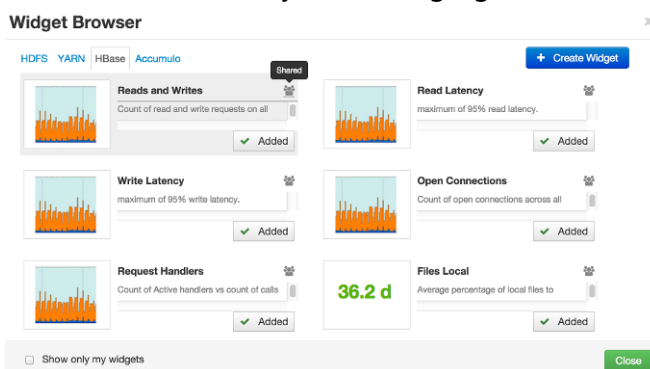 Widget Browser
HDFS YARN HBase Accumulo
+ Create Widget
Shared
Reads and Writes
Count of read and write requests on all
Added
Read Latency
maximum of 95% read latency.
Added
Write Latency
maximum of 95% write latency.
Added
Open Connections
Count of open connections across all
Added
Request Handlers
Count of Active handlers vs count of calls
Added
36.2 d
Files Local
Average percentage of local files to
Added
Show only my widgets
Close